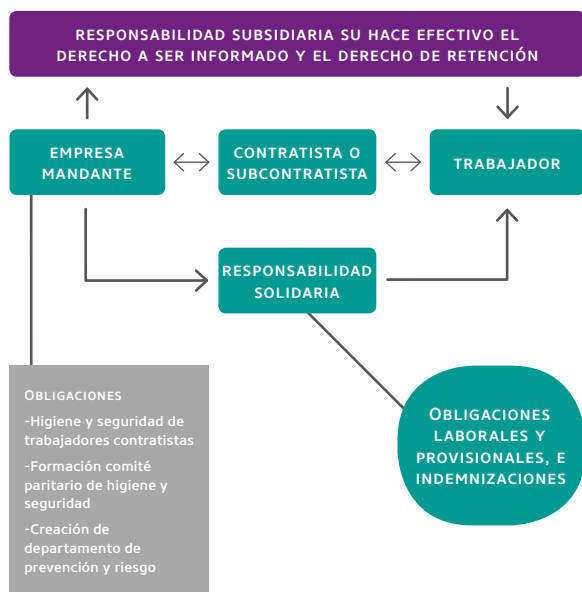 RESPONSABILIDAD SUBSIDIARIA SU HACE EFECTIVO EL
DERECHO A SER INFORMADO Y EL DERECHO DE RETENCIÓN
EMPRESA
MANDANTE
CONTRATISTA O
SUBCONTRATISTA
TRABAJADOR
RESPONSABILIDAD
SOLIDARIA
OBLIGACIONES
-Higiene y seguridad de
trabajadores contratistas
-Formación comité
paritario de higiene y
seguridad
-Creación de
departamento de
prevención y riesgo
OBLIGACIONES
LABORALES Y
PROVISIONALES, E
INDEMNIZACIONES